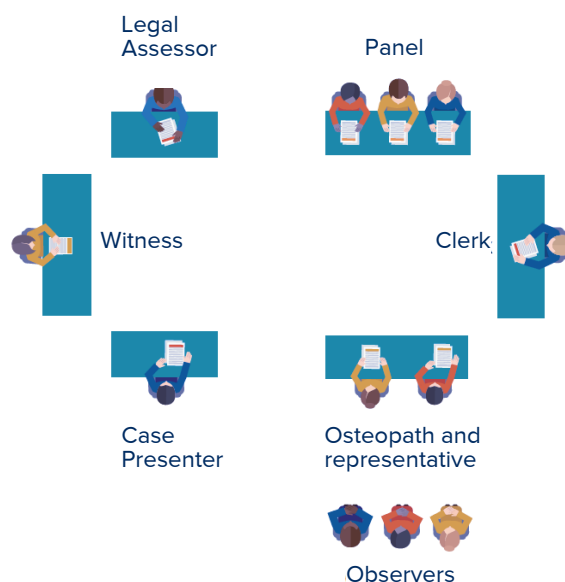 Legal
Assessor
Panel
Witness
Clerk
Case
Presenter
Osteopath and
representative
Observers